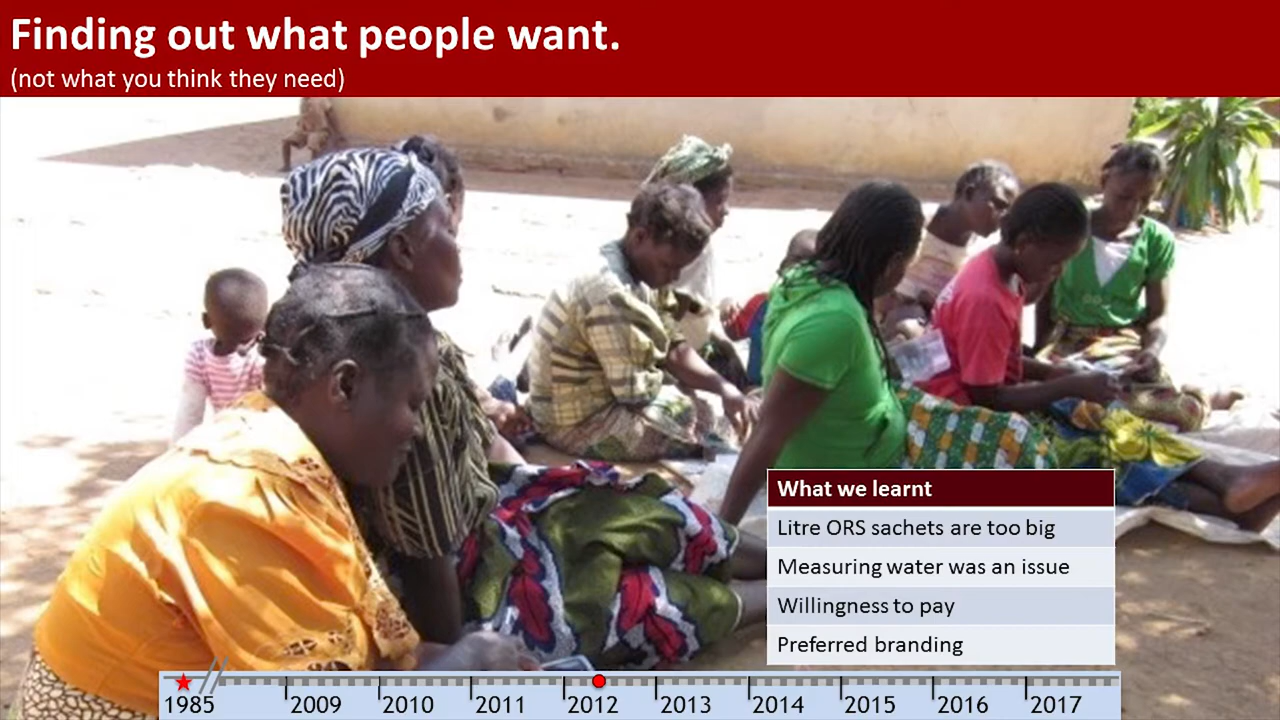 Finding out what people want.
(not what you think they need)
What we learnt
Litre ORS sachets are too big
Measuring water was an issue
Willingness to pay
Preferred branding
1985 2009 2010 2011 2012 2013 2014 2015 2016 2017